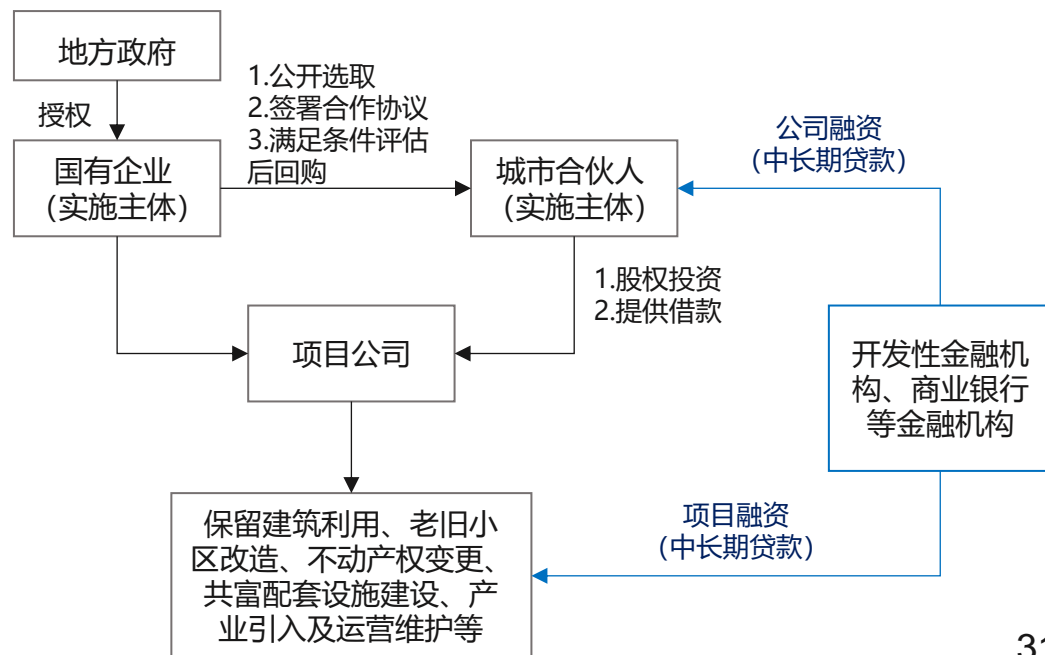 地方政府
授权
1.公开选取
2.签署合作协议
3.满足条件评估
后回购
国有企业
（实施主体）
城市合伙人
（实施主体）
公司融资
（中长期贷款）
1.股权投资
2.提供借款
项目公司
开发性金融机
构、商业银行
等金融机构
保留建筑利用、老旧小
区改造、不动产权变更、
共富配套设施建设、产
业引入及运营维护等
项目融资
（中长期贷款）
31